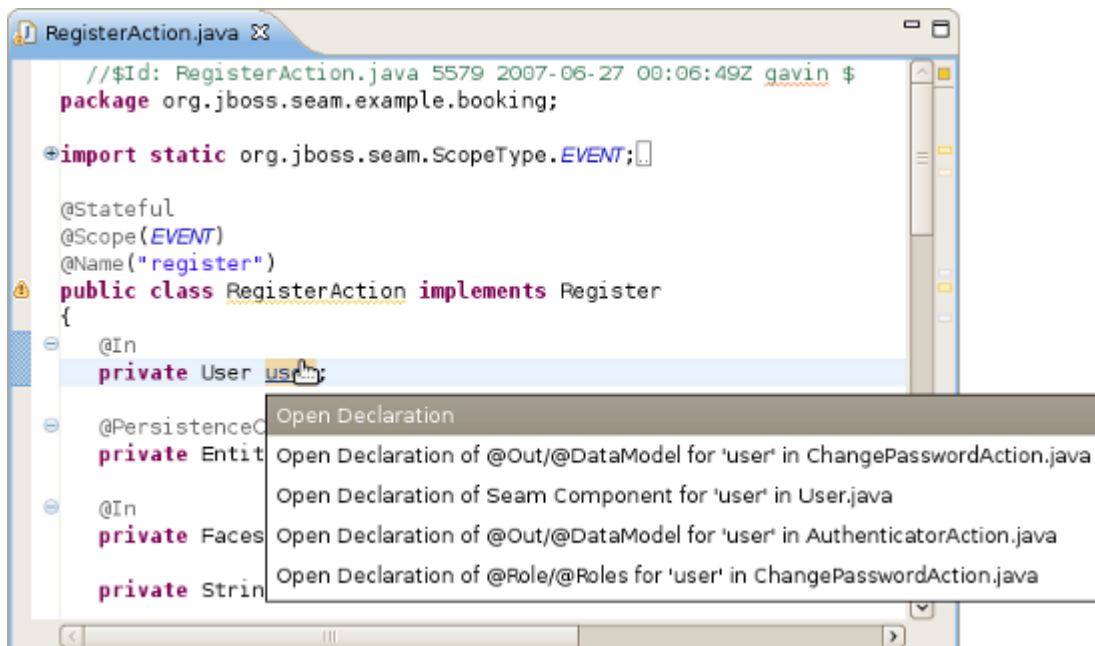 RegisterAction.java
//$Id: RegisterAction.java 5579 2007-06-27 00:06:49Z gavin $
package org.jboss.seam.example.booking;
import static org.jboss.seam.ScopeType.EVENT;
@Stateful
@Scope(EVENT)
@Name("register")
public class RegisterAction implements Register
{
@In
private User user;
Open Declaration
@PersistenceC
Open Declaration of @Out/@DataModel for 'user' in ChangePasswordAction.java
private Entit
Open Declaration of Seam Component for 'user' in User.java
@In
private Faces
Open Declaration of @Out/@DataModel for 'user' in AuthenticatorAction.java
Open Declaration of @Role/@Roles for 'user' in ChangePasswordAction.java
private Strin